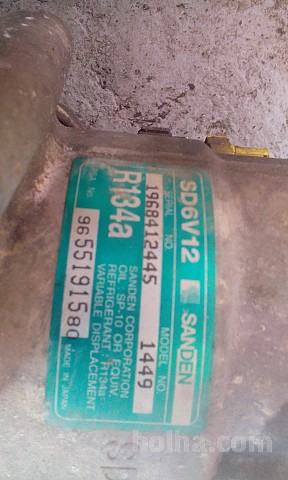 SD6V12 SANDEN
SERIAL NO. MODEL NO.
1968412445 1449
R134a
SANDEN CORPORATION
OIL : SP-10 OR EQUIV.
REFRIGERANT : R134a
VARIABLE DISPLACEMENT
9655191580
MADE IN JAPAN
SD
bolha.com